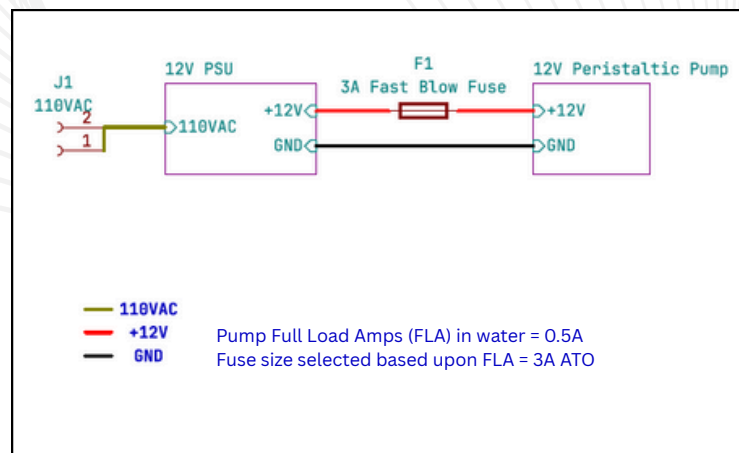 J1
110VAC
2
1
12V PSU
110VAC
+12V
GND
F1
3A Fast Blow Fuse
12V Peristaltic Pump
+12V
GND
110VAC
+12V
GND
Pump Full Load Amps (FLA) in water = 0.5A
Fuse size selected based upon FLA = 3A ATO